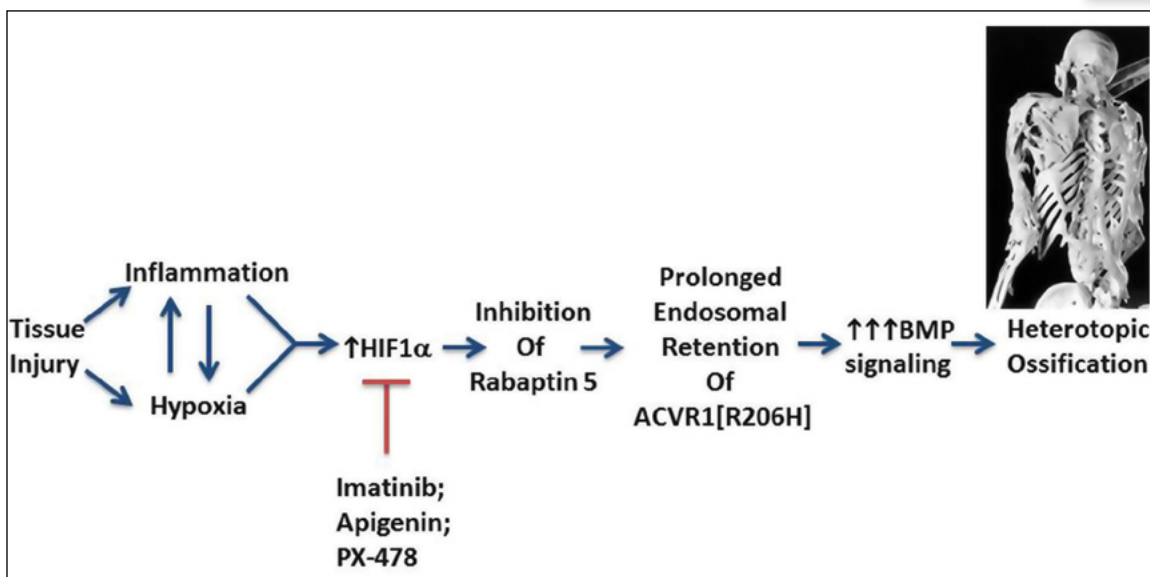 Tissue
Injury
Inflammation
Hypoxia
↑HIF1α
Imatinib;
Apigenin;
PX-478
Inhibition
Of
Rabaptin 5
Prolonged
Endosomal
Retention
Of
ACVR1[R206H]
↑↑↑BMP
signaling
Heterotopic
Ossification